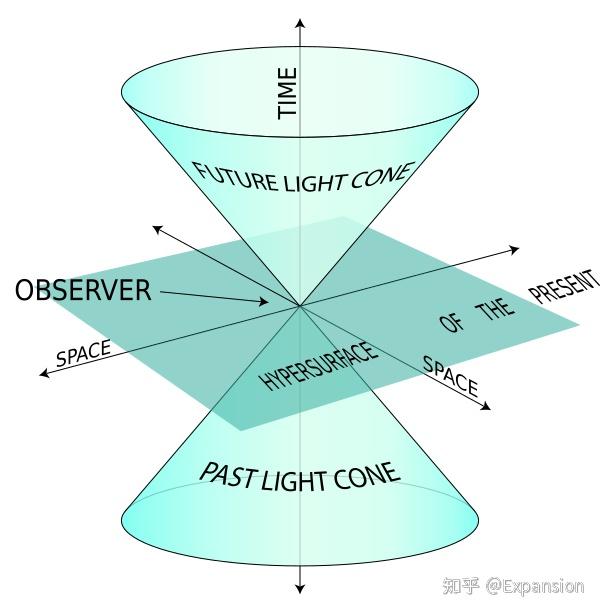 TIME
FUTURE LIGHT CONE
OBSERVER
OF THE PRESENT
SPACE
HYPERSURFACE
SPACE
PAST LIGHT CONE
知乎 @Expansion